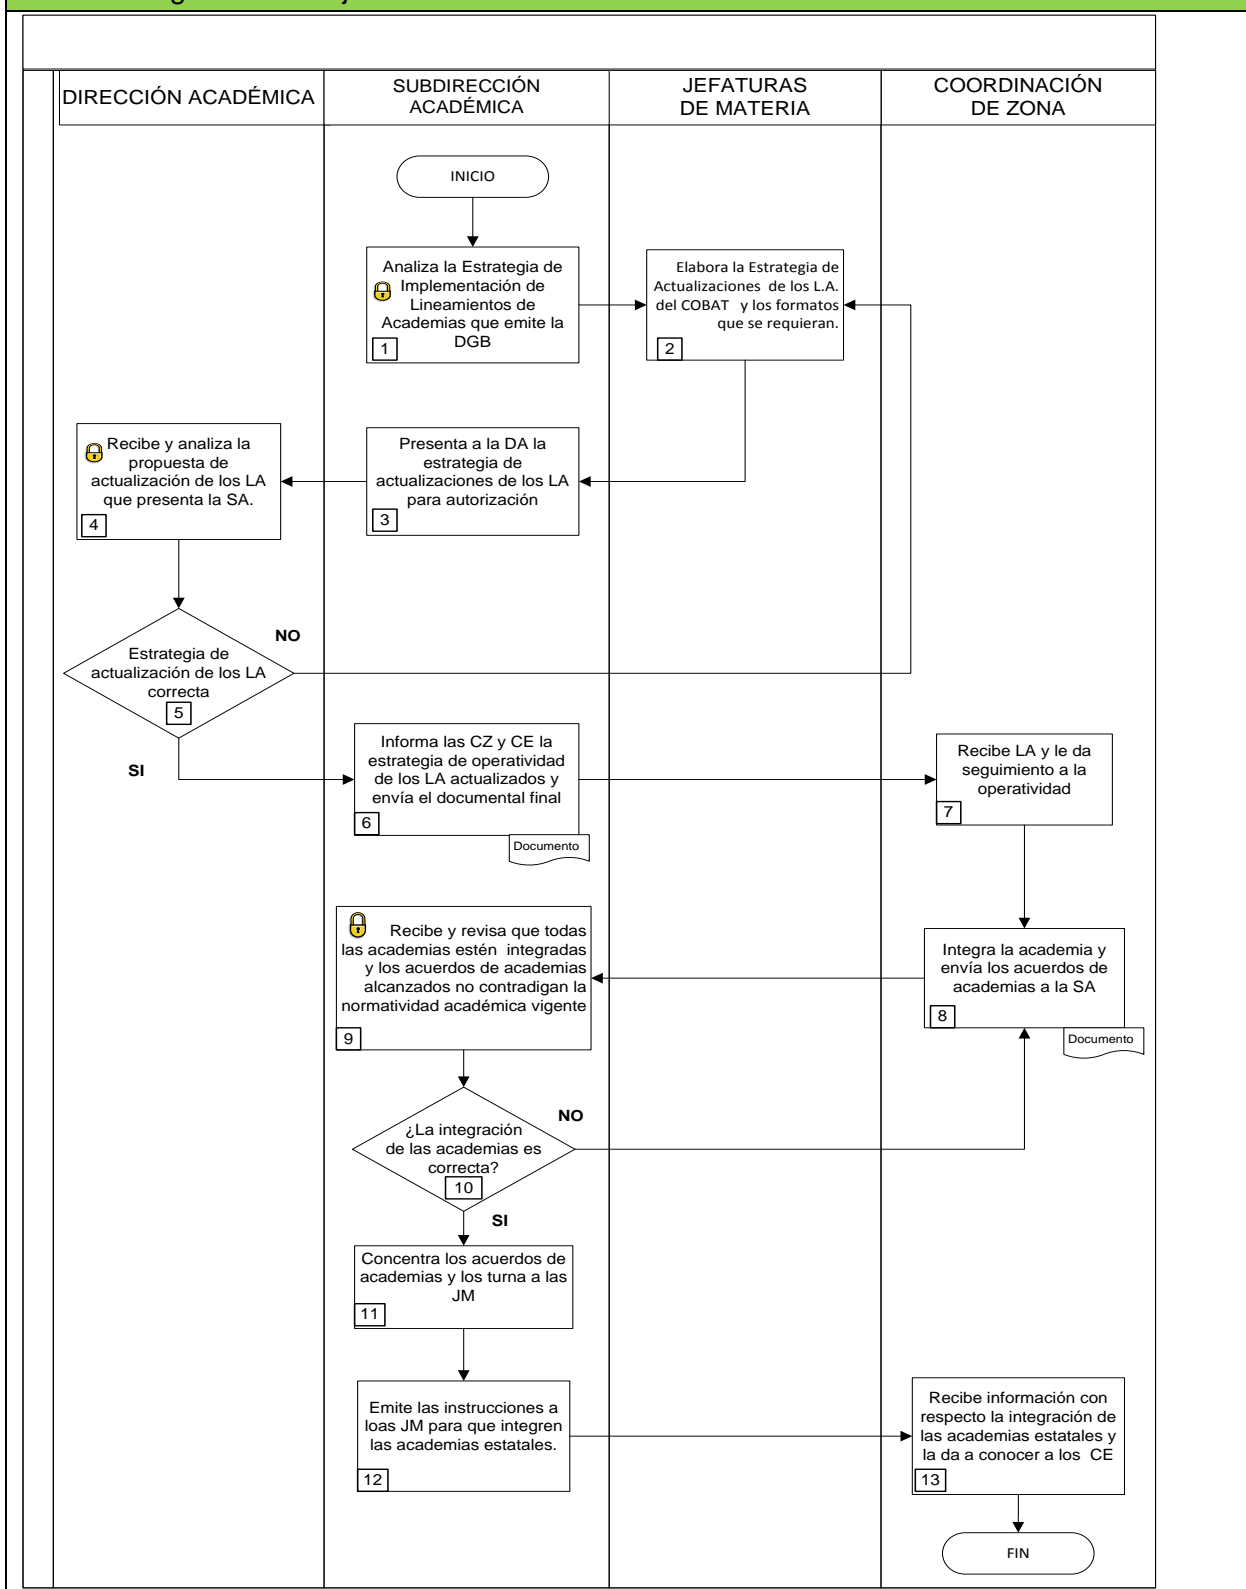 DIRECCIÓN ACADÉMICA
SUBDIRECCIÓN
ACADÉMICA
JEFATURAS
DE MATERIA
COORDINACIÓN
DE ZONA
INICIO
Analiza la Estrategia de
Implementación de
Lineamientos de
Academias que emite la
DGB
1
Elabora la Estrategia de
Actualizaciones de los L.A.
del COBAT y los formatos
que se requieran.
2
Presenta a la DA la
estrategia de
actualizaciones de los LA
para autorización
3
Recibe y analiza la
propuesta de
actualización de los LA
que presenta la SA.
4
Estrategia de
actualización de los LA
correcta
5
NO
SI
Informa las CZ y CE la
estrategia de operatividad
de los LA actualizados y
envía el documental final
6
Documento
Recibe LA y le da
seguimiento a la
operatividad
7
Integra la academia y
envía los acuerdos de
academias a la SA
8
Documento
Recibe y revisa que todas
las academias estén integradas
y los acuerdos de academias
alcanzados no contradigan la
normatividad académica vigente
9
¿La integración
de las academias es
correcta?
10
NO
SI
Concentra los acuerdos de
academias y los turna a las
JM
11
Emite las instrucciones a
loas JM para que integren
las academias estatales.
12
Recibe información con
respecto la integración de
las academias estatales y
la da a conocer a los CE
13
FIN